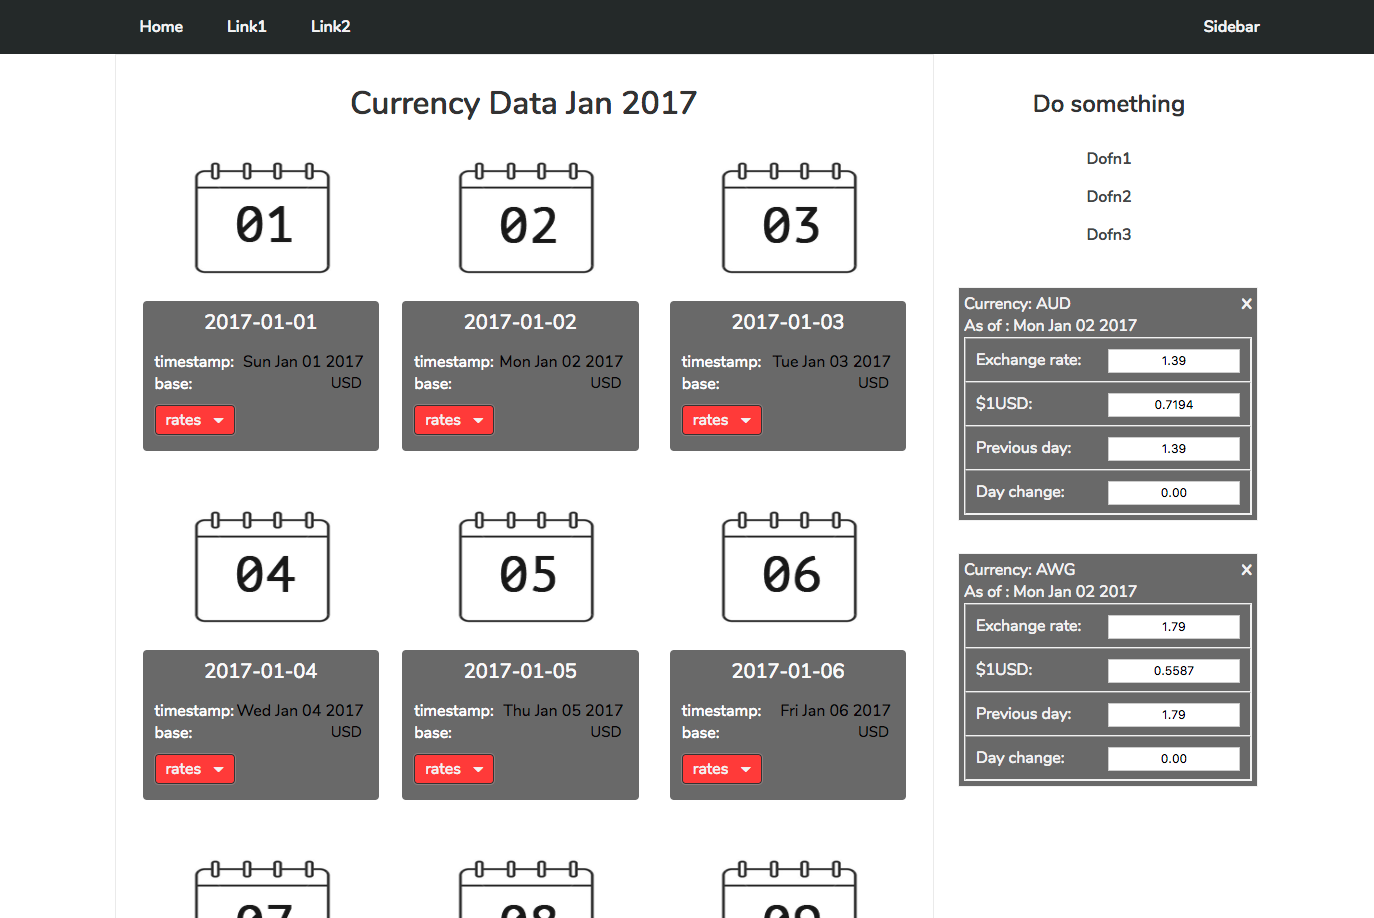 Home Link1 Link2 Sidebar
Currency Data Jan 2017
01 02 03
2017-01-01 2017-01-02 2017-01-03
timestamp: Sun Jan 01 2017 timestamp: Mon Jan 02 2017 timestamp: Tue Jan 03 2017
base: USD base: USD base: USD
rates rates rates
04 05 06
2017-01-04 2017-01-05 2017-01-06
timestamp: Wed Jan 04 2017 timestamp: Thu Jan 05 2017 timestamp: Fri Jan 06 2017
base: USD base: USD base: USD
rates rates rates
07 08 09
Do something
Dofn1
Dofn2
Dofn3
Currency: AUD x
As of : Mon Jan 02 2017
Exchange rate: 1.39
$1USD: 0.7194
Previous day: 1.39
Day change: 0.00
Currency: AWG x
As of : Mon Jan 02 2017
Exchange rate: 1.79
$1USD: 0.5587
Previous day: 1.79
Day change: 0.00